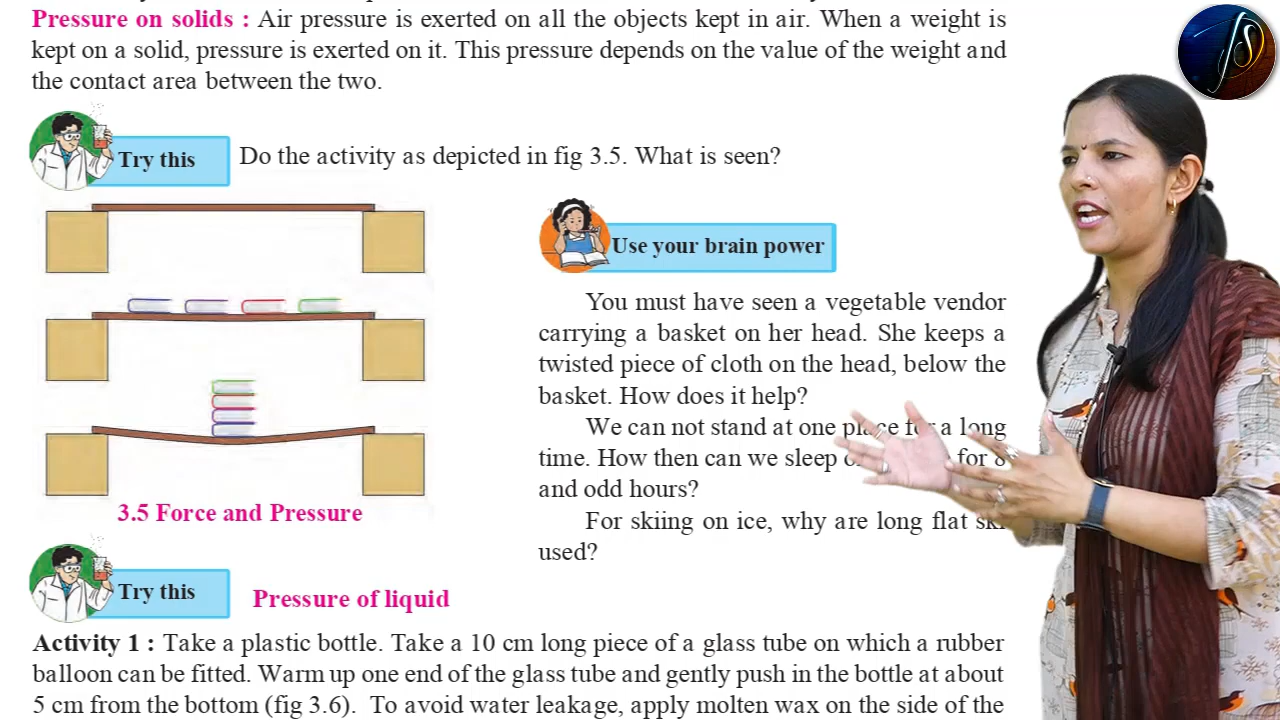 Pressure on solids : Air pressure is exerted on all the objects kept in air. When a weight is
kept on a solid, pressure is exerted on it. This pressure depends on the value of the weight and
the contact area between the two.
Try this
Do the activity as depicted in fig 3.5. What is seen?
3.5 Force and Pressure
Use your brain power
You must have seen a vegetable vendor
carrying a basket on her head. She keeps a
twisted piece of cloth on the head, below the
basket. How does it help?
We can not stand at one place for a long
time. How then can we sleep for 8
and odd hours?
For skiing on ice, why are long flat
used?
Try this
Pressure of liquid
Activity 1 : Take a plastic bottle. Take a 10 cm long piece of a glass tube on which a rubber
balloon can be fitted. Warm up one end of the glass tube and gently push in the bottle at about
5 cm from the bottom (fig 3.6). To avoid water leakage, apply molten wax on the side of the